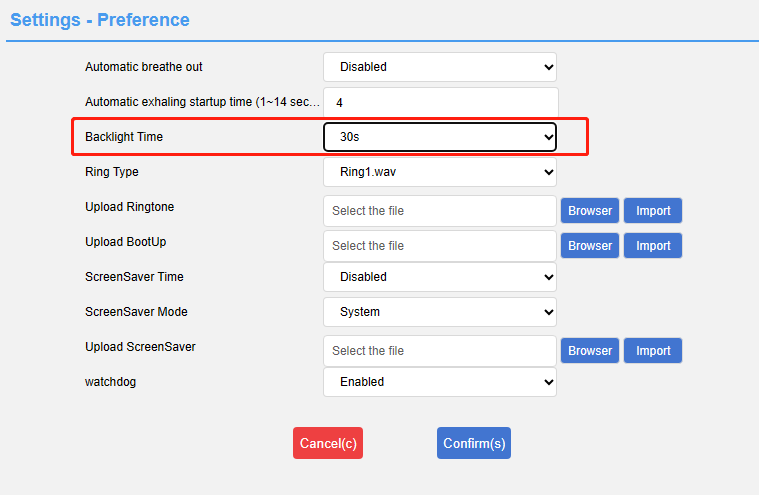 Settings - Preference
Automatic breathe out Disabled
Automatic exhaling startup time (1~14 sec... 4
Backlight Time 30s
Ring Type Ring1.wav
Upload Ringtone Select the file Browser Import
Upload BootUp Select the file Browser Import
ScreenSaver Time Disabled
ScreenSaver Mode System
Upload ScreenSaver Select the file Browser Import
watchdog Enabled
Cancel(c) Confirm(s)